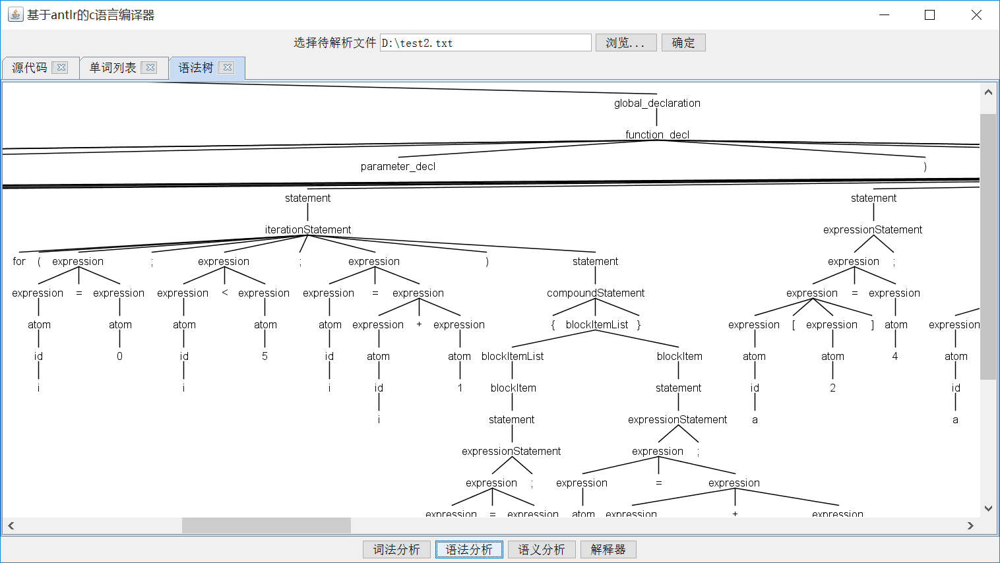 基于antlr的c语言编译器
选择待解析文件 D:\test2.txt 浏览... 确定
源代码 单词列表 语法树
global_declaration
function_decl
parameter_decl )
statement statement
iterationStatement expressionStatement
for ( expression ; expression ; expression ) statement expression ;
expression = expression expression < expression expression = expression compoundStatement expression = expression
atom atom atom atom atom expression + expression { blockItemList } expression [ expression ] atom expression
id 0 id 5 id atom atom blockItemList blockItem atom atom 4 atom
i i i id 1 blockItem statement id 2 id
i statement expressionStatement a a
expressionStatement expression ;
expression ; expression = expression
expression = expression atom expression + expression
词法分析 语法分析 语义分析 解释器